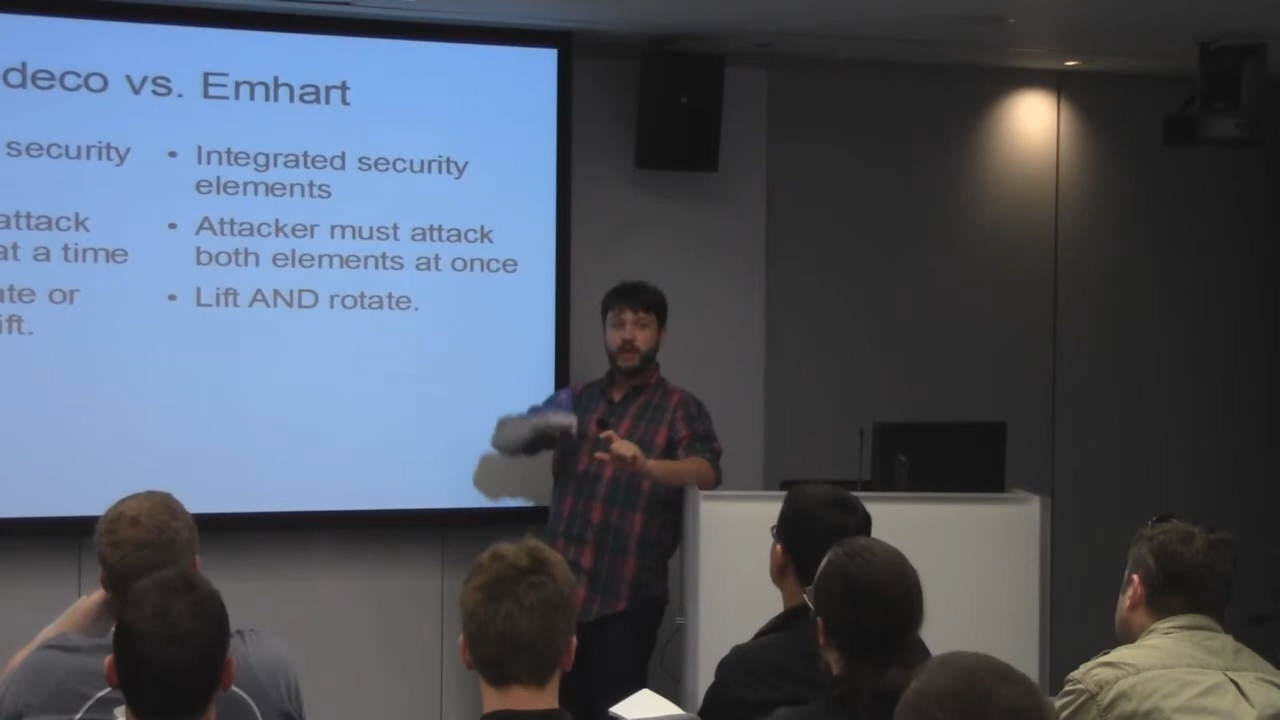 deco vs. Emhart
security
attack
at a time
ate or
ift.
• Integrated security
elements
• Attacker must attack
both elements at once
• Lift AND rotate.